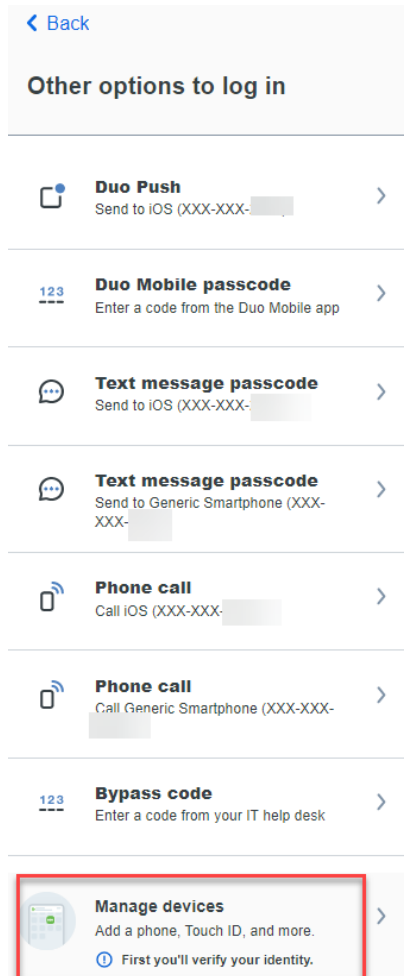 Back
Other options to log in
Duo Push
Send to iOS (XXX-XXX-
123
Duo Mobile passcode
Enter a code from the Duo Mobile app
Text message passcode
Send to iOS (XXX-XXX-
Text message passcode
Send to Generic Smartphone (XXX-
XXX-
Phone call
Call iOS (XXX-XXX-
Phone call
Call Generic Smartphone (XXX-XXX-
123
Bypass code
Enter a code from your IT help desk
Manage devices
Add a phone, Touch ID, and more.
First you'll verify your identity.